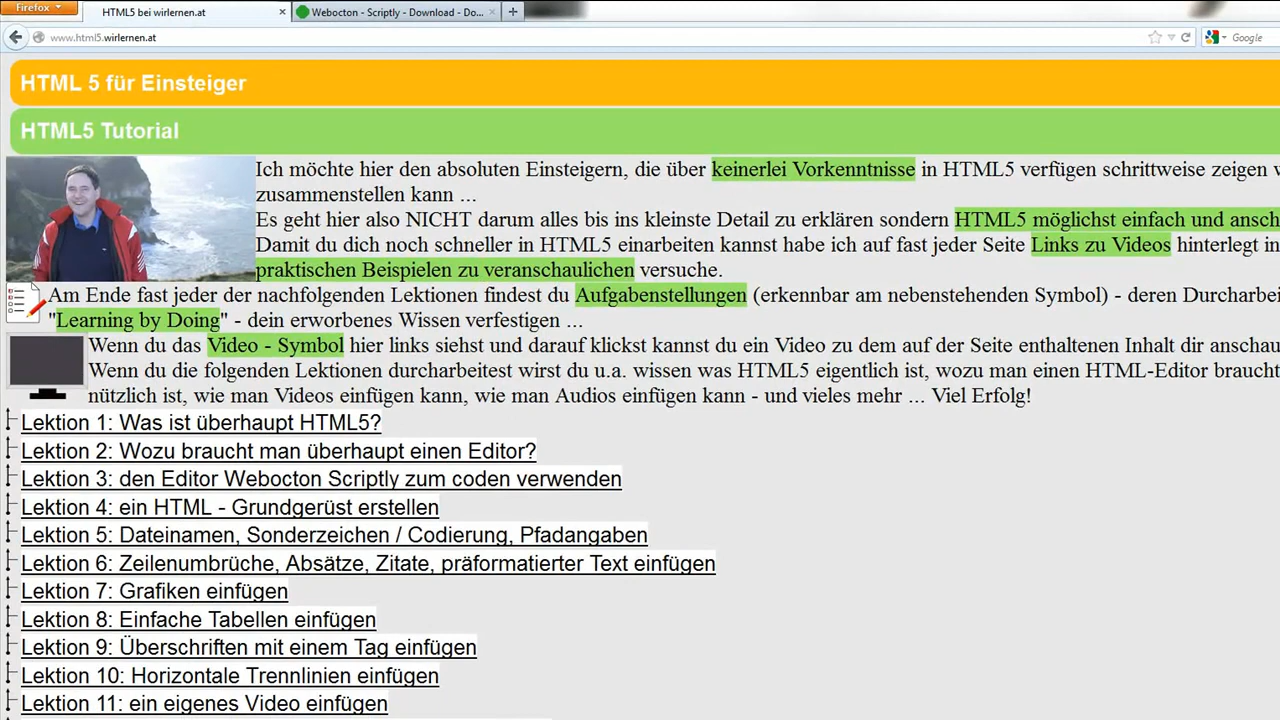 Firefox
HTML5 bei wirlernen.at
Webocton - Scriptly - Download - Do...
www.html5.wirlernen.at
Google
HTML 5 für Einsteiger
HTML5 Tutorial
Ich möchte hier den absoluten Einsteigern, die über keinerlei Vorkenntnisse in HTML5 verfügen schrittweise zeigen
zusammenstellen kann ...
Es geht hier also NICHT darum alles bis ins kleinste Detail zu erklären sondern HTML5 möglichst einfach und
Damit du dich noch schneller in HTML5 einarbeiten kannst habe ich auf fast jeder Seite Links zu Videos hinterlegt
praktischen Beispielen zu veranschaulichen versuche.
Am Ende fast jeder der nachfolgenden Lektionen findest du Aufgabenstellungen (erkennbar am nebenstehenden Symbol) - deren
"Learning by Doing" - dein erworbenes Wissen verfestigen ...
Wenn du das Video - Symbol hier links siehst und darauf klickst kannst du ein Video zu dem auf der Seite enthaltenen Inhalt dir
Wenn du die folgenden Lektionen durcharbeitest wirst du u.a. wissen was HTML5 eigentlich ist, wozu man einen HTML-Editor braucht
nützlich ist, wie man Videos einfügen kann, wie man Audios einfügen kann - und vieles mehr ... Viel Erfolg!
Lektion 1: Was ist überhaupt HTML5?
Lektion 2: Wozu braucht man überhaupt einen Editor?
Lektion 3: den Editor Webocton Scriptly zum coden verwenden
Lektion 4: ein HTML - Grundgerüst erstellen
Lektion 5: Dateinamen, Sonderzeichen / Codierung, Pfadangaben
Lektion 6: Zeilenumbrüche, Absätze, Zitate, präformatierter Text einfügen
Lektion 7: Grafiken einfügen
Lektion 8: Einfache Tabellen einfügen
Lektion 9: Überschriften mit einem Tag einfügen
Lektion 10: Horizontale Trennlinien einfügen
Lektion 11: ein eigenes Video einfügen